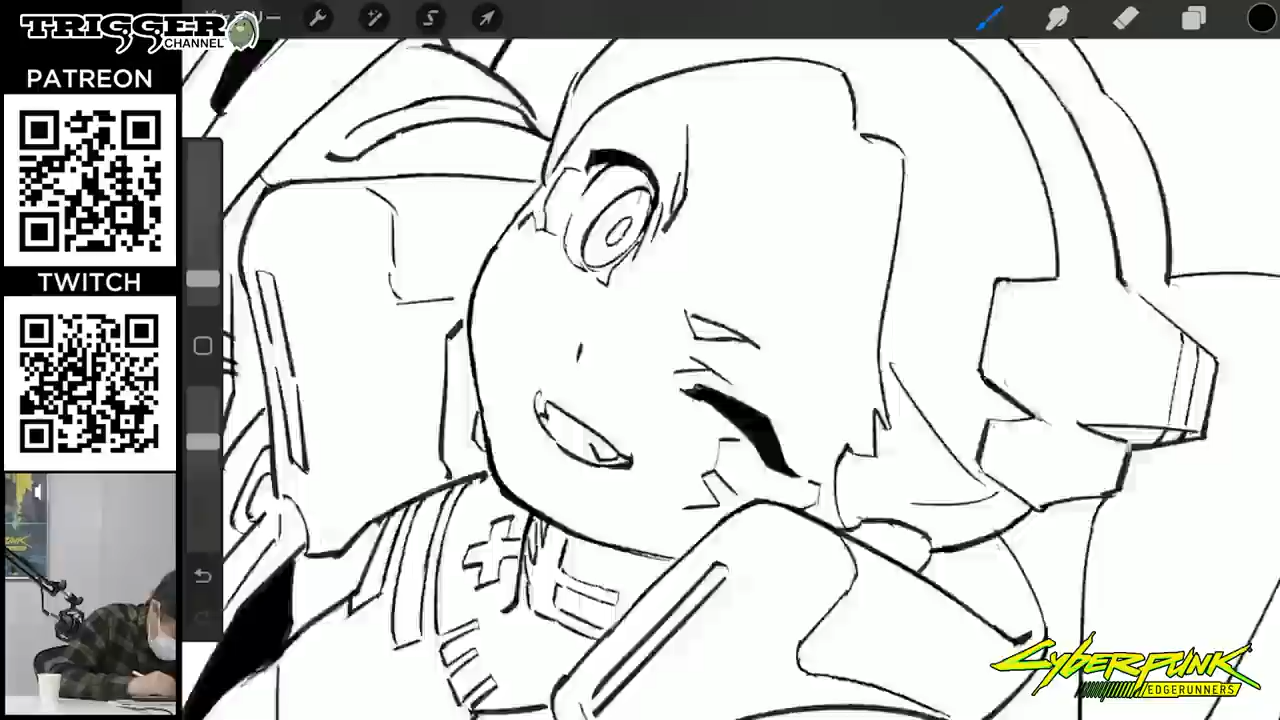 TRIGGER
CHANNEL
PATREON
TWITCH
CYBERPUNK
EDGERUNNERS